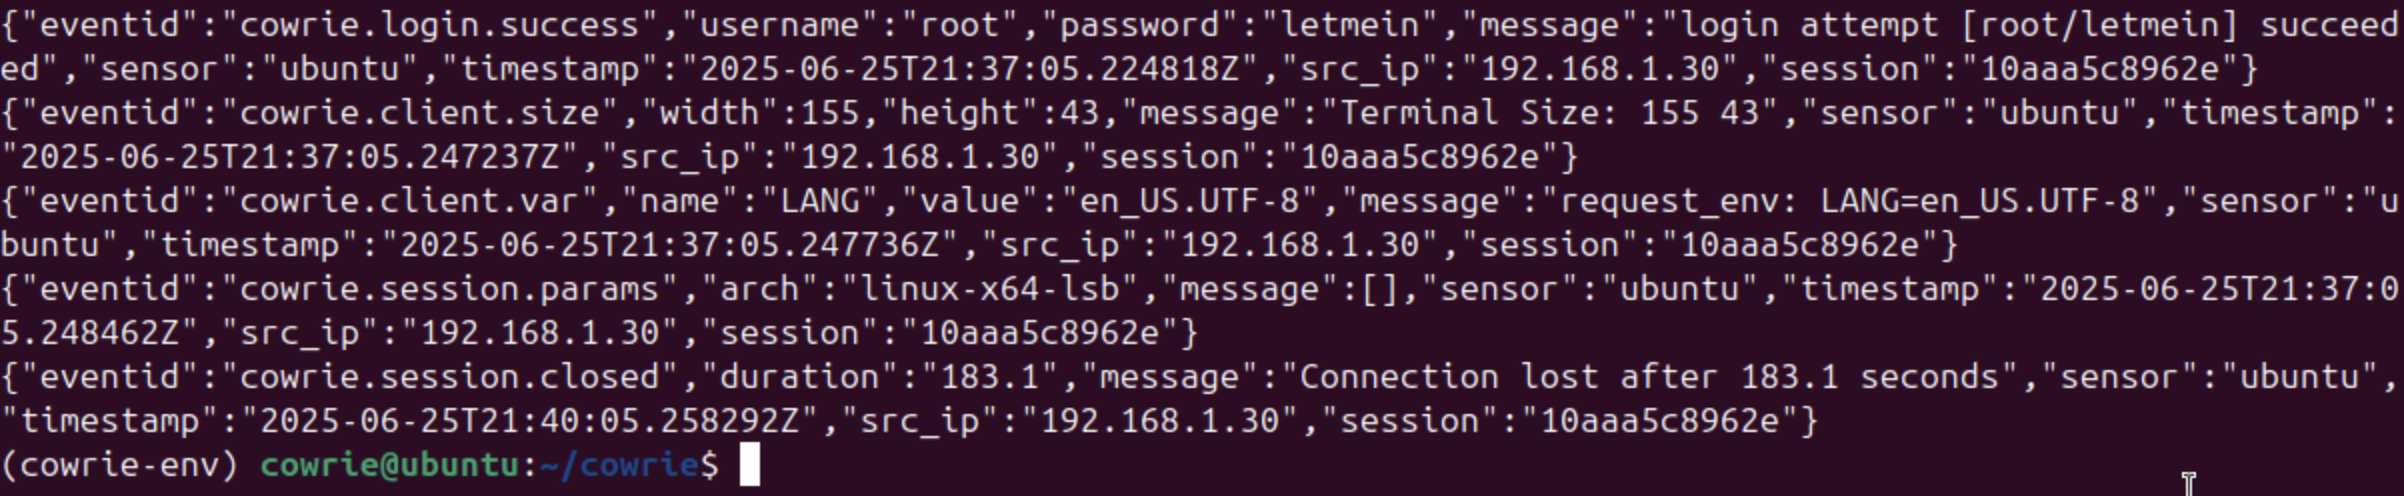 {"eventid":"cowrie.login.success","username":"root","password":"letmein","message":"login attempt [root/letmein] succeed
ed","sensor":"ubuntu","timestamp":"2025-06-25T21:37:05.224818Z","src_ip":"192.168.1.30","session":"10aaa5c8962e"}
{"eventid":"cowrie.client.size","width":155,"height":43,"message":"Terminal Size: 155 43","sensor":"ubuntu","timestamp":
"2025-06-25T21:37:05.247237Z","src_ip":"192.168.1.30","session":"10aaa5c8962e"}
{"eventid":"cowrie.client.var","name":"LANG","value":"en_US.UTF-8","message":"request_env: LANG=en_US.UTF-8","sensor":"u
buntu","timestamp":"2025-06-25T21:37:05.247736Z","src_ip":"192.168.1.30","session":"10aaa5c8962e"}
{"eventid":"cowrie.session.params","arch":"linux-x64-lsb","message":[],"sensor":"ubuntu","timestamp":"2025-06-25T21:37:0
5.248462Z","src_ip":"192.168.1.30","session":"10aaa5c8962e"}
{"eventid":"cowrie.session.closed","duration":"183.1","message":"Connection lost after 183.1 seconds","sensor":"ubuntu",
"timestamp":"2025-06-25T21:40:05.258292Z","src_ip":"192.168.1.30","session":"10aaa5c8962e"}
(cowrie-env) cowrie@ubuntu:~/cowrie$